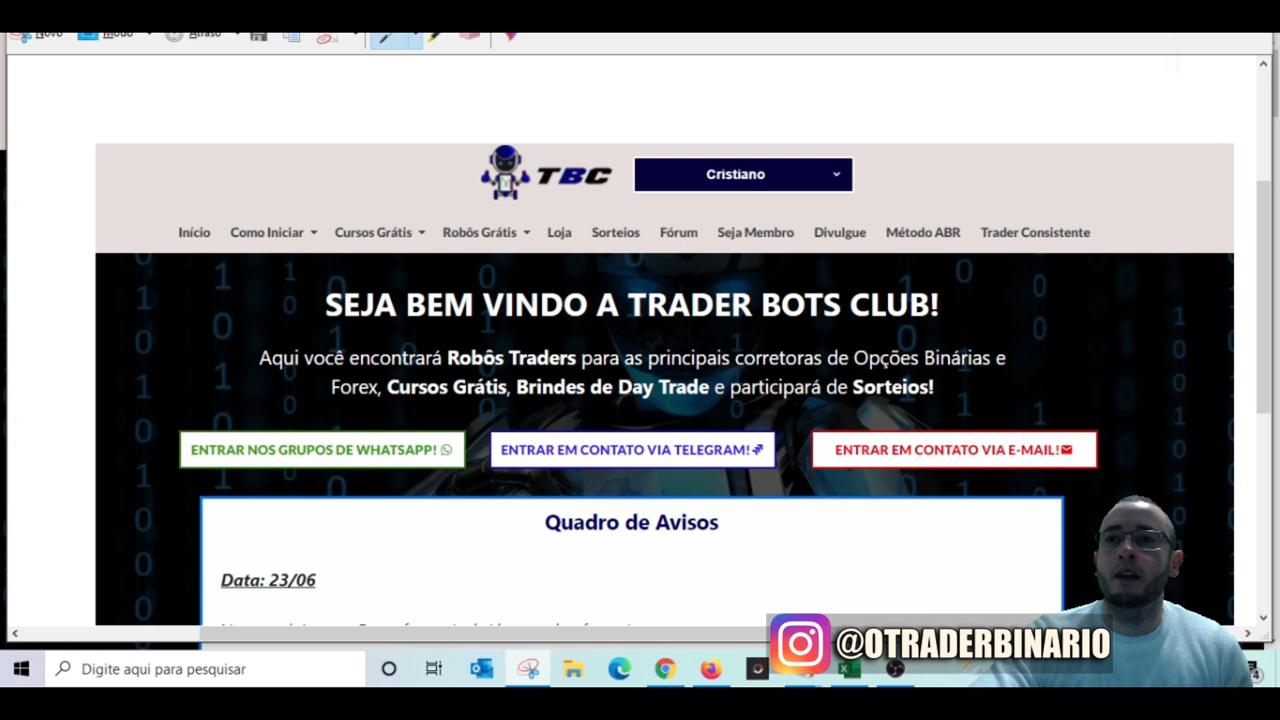 Novo Modo Atraso
TBC
Cristiano
Início Como Iniciar Cursos Grátis Robôs Grátis Loja Sorteios Fórum Seja Membro Divulgue Método ABR Trader Consistente
SEJA BEM VINDO A TRADER BOTS CLUB!
Aqui você encontrará Robôs Traders para as principais corretoras de Opções Binárias e
Forex, Cursos Grátis, Brindes de Day Trade e participará de Sorteios!
ENTRAR NOS GRUPOS DE WHATSAPP! ENTRAR EM CONTATO VIA TELEGRAM! ENTRAR EM CONTATO VIA E-MAIL!
Quadro de Avisos
Data: 23/06
@OTRADERBINARIO
Digite aqui para pesquisar